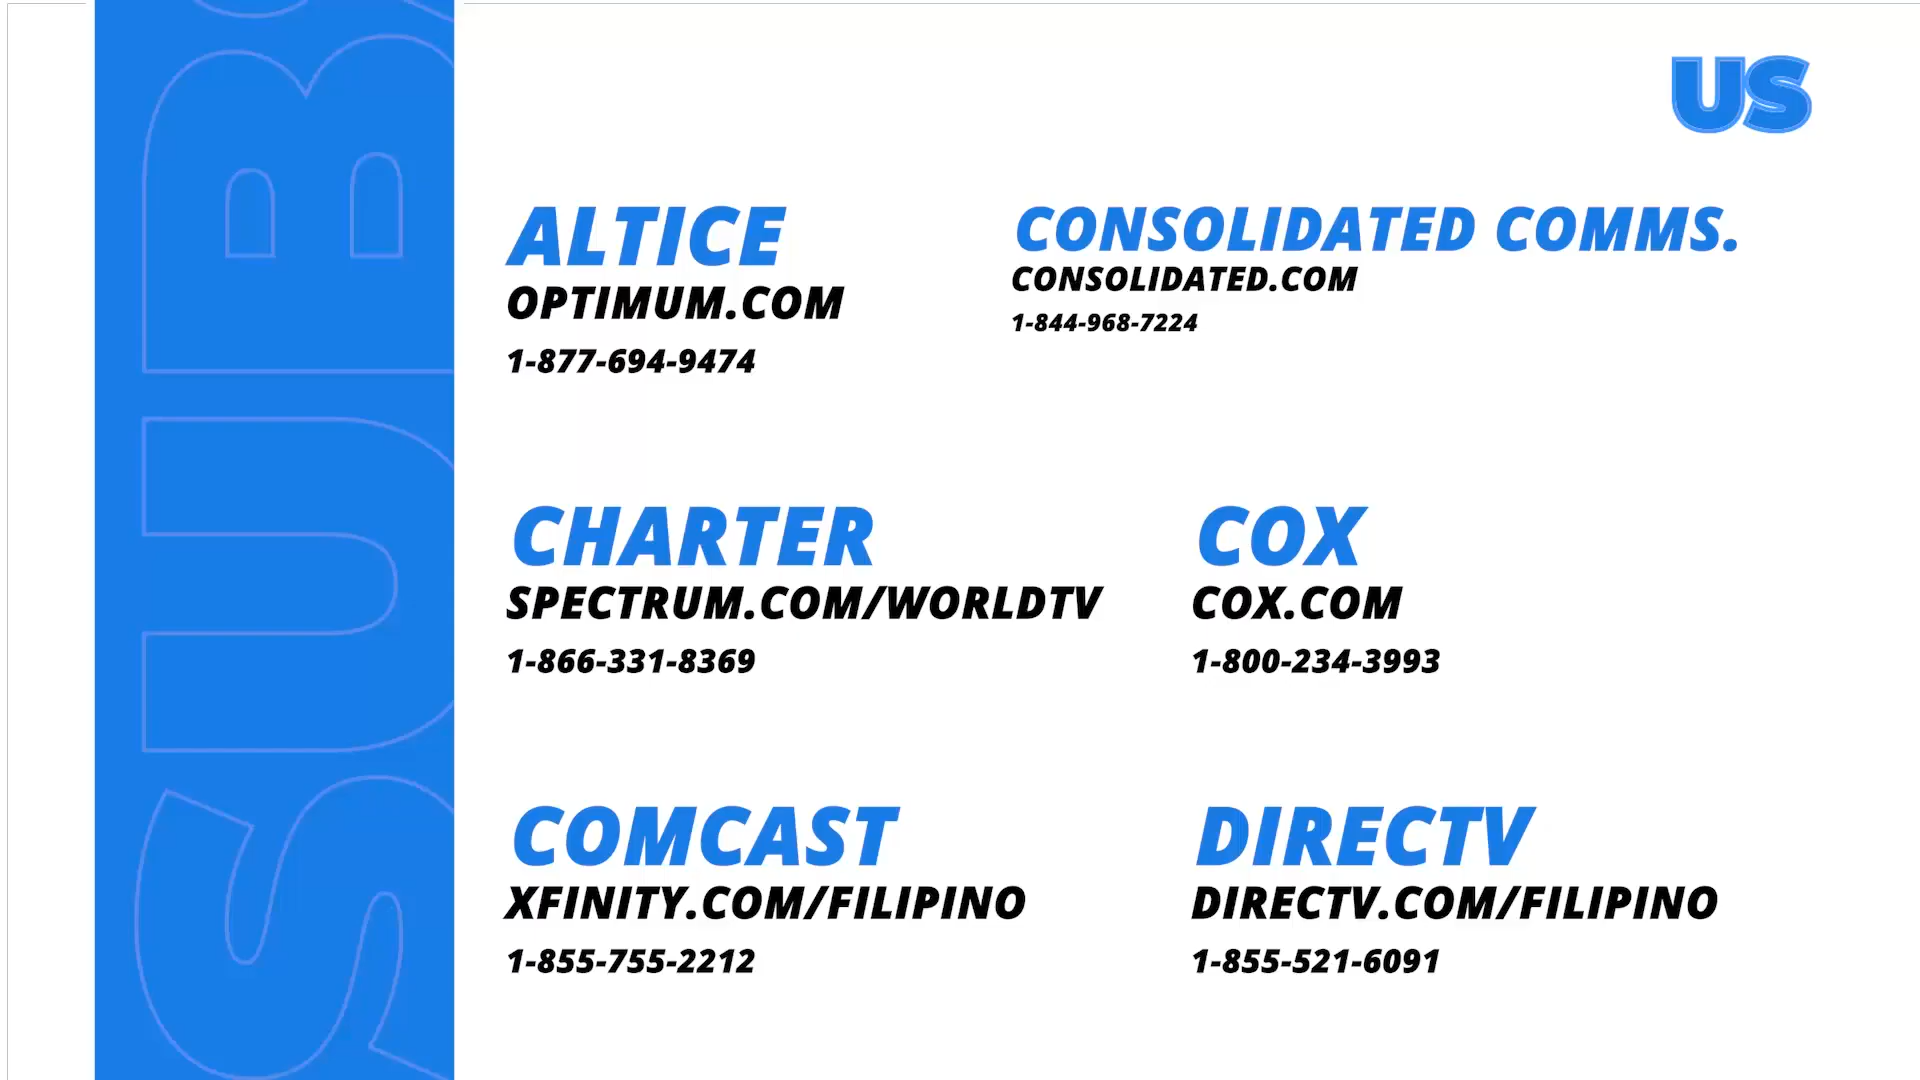 US
ALTICE
OPTIMUM.COM
1-877-694-9474
CONSOLIDATED COMMS.
CONSOLIDATED.COM
1-844-968-7224
CHARTER
SPECTRUM.COM/WORLDTV
1-866-331-8369
COX
COX.COM
1-800-234-3993
COMCAST
XFINITY.COM/FILIPINO
1-855-755-2212
DIRECTV
DIRECTV.COM/FILIPINO
1-855-521-6091
SUB